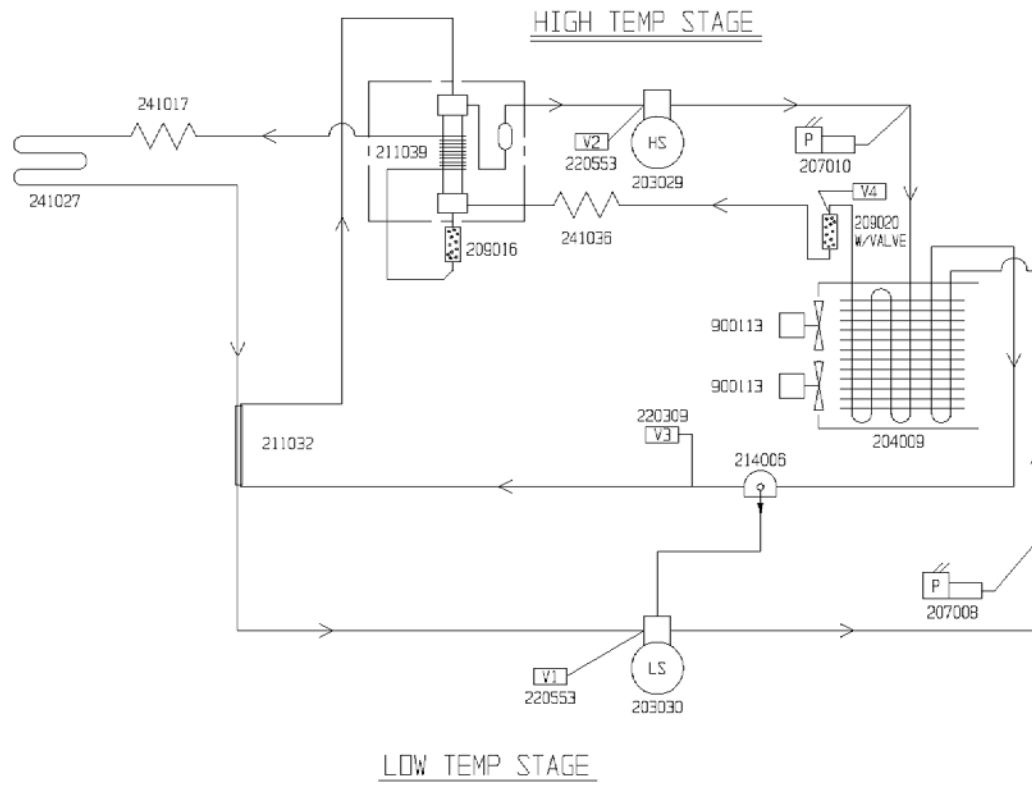 HIGH TEMP STAGE
241017
211039
V2
220553
HS
203029
P
207010
V4
209020
W/VALVE
241027
209016
241036
900113
900113
220309
V3
204009
211032
214006
P
207008
V1
220553
LS
203030
LOW TEMP STAGE